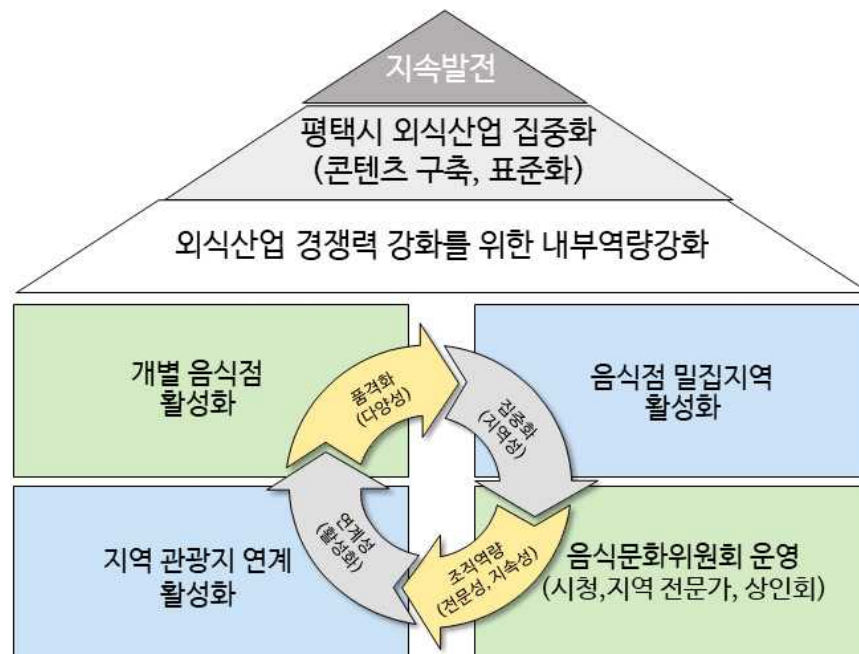 지속발전
평택시 외식산업 집중화
(콘텐츠 구축, 표준화)
외식산업 경쟁력 강화를 위한 내부역량강화
개별 음식점
활성화
음식점 밀집지역
활성화
품격화
(다양성)
집중화
(지역성)
연계성
(활성화)
조직역량
(전문성, 지속성)
지역 관광지 연계
활성화
음식문화위원회 운영
(시청,지역 전문가, 상인회)